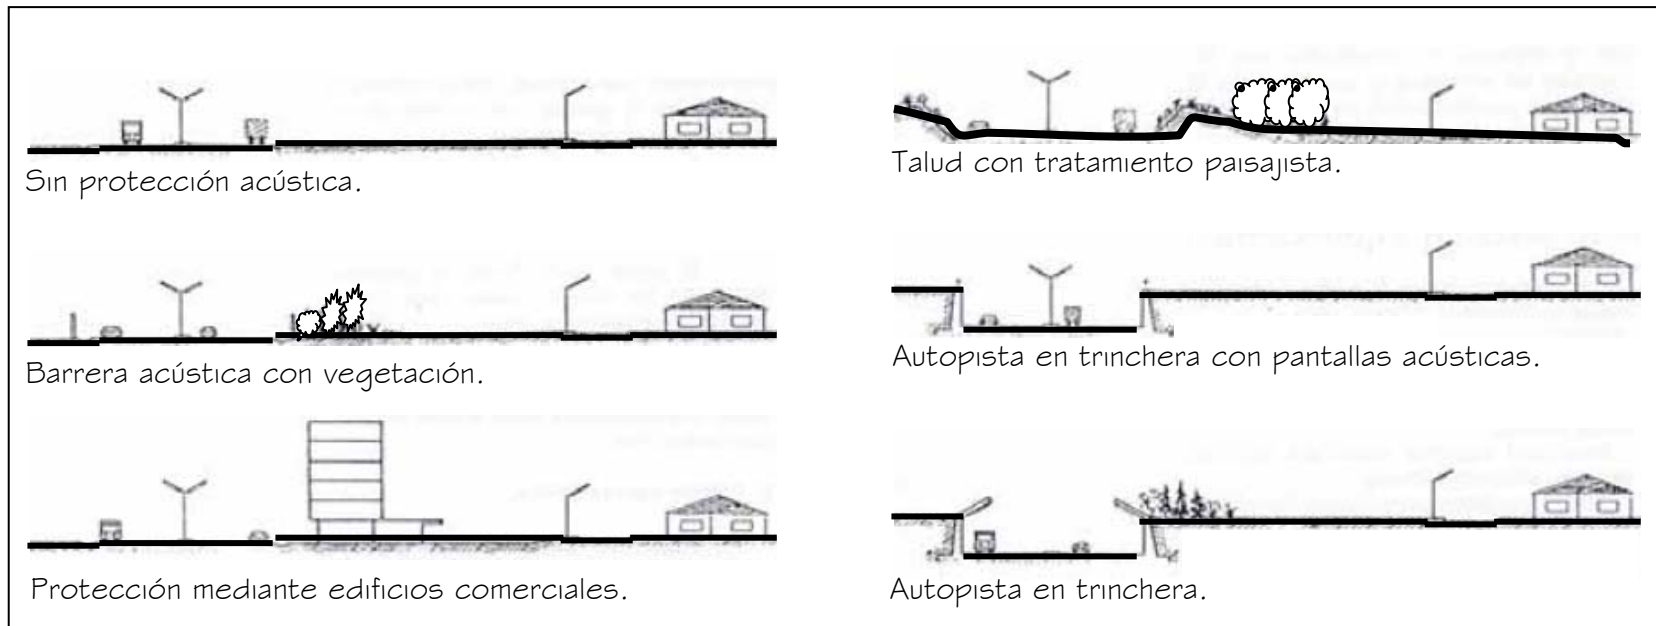 Sin protección acústica.
Barrera acústica con vegetación.
Protección mediante edificios comerciales.
Talud con tratamiento paisajista.
Autopista en trinchera con pantallas acústicas.
Autopista en trinchera.